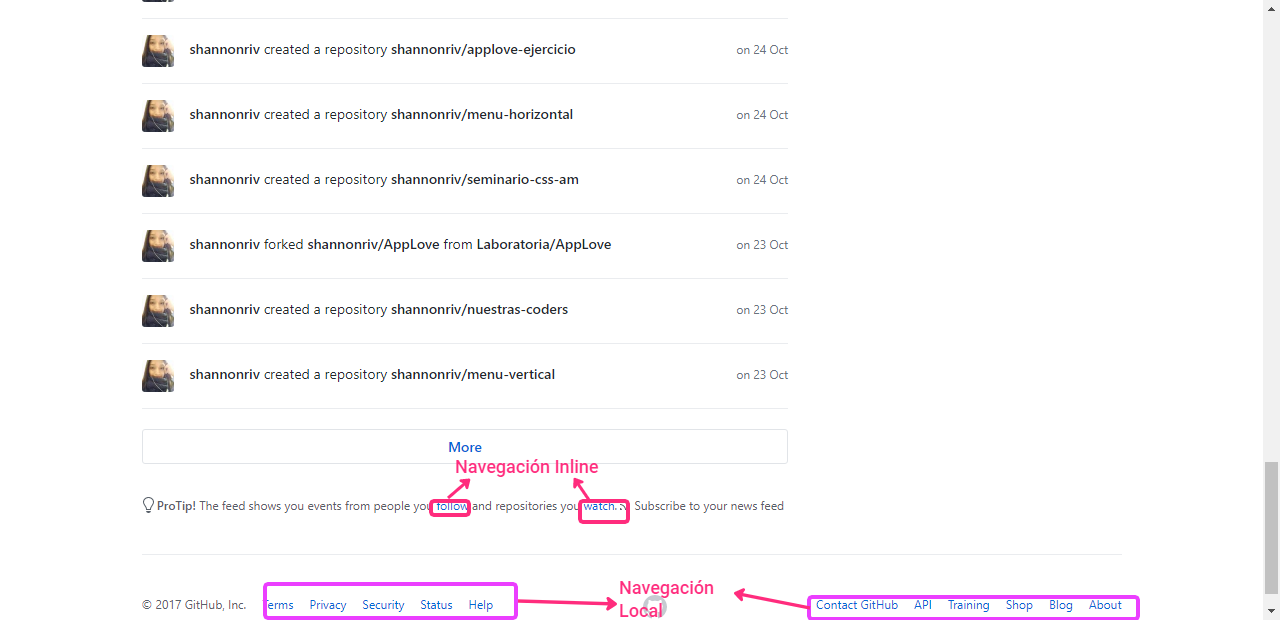 shannonriv created a repository shannonriv/applove-ejercicio on 24 Oct
shannonriv created a repository shannonriv/menu-horizontal on 24 Oct
shannonriv created a repository shannonriv/seminario-css-am on 24 Oct
shannonriv forked shannonriv/AppLove from Laboratoria/AppLove on 23 Oct
shannonriv created a repository shannonriv/nuestras-coders on 23 Oct
shannonriv created a repository shannonriv/menu-vertical on 23 Oct
More
Navegación Inline
ProTip! The feed shows you events from people you follow and repositories you watch. Subscribe to your news feed
© 2017 GitHub, Inc. Terms Privacy Security Status Help
Navegación
Local
Contact GitHub API Training Shop Blog About